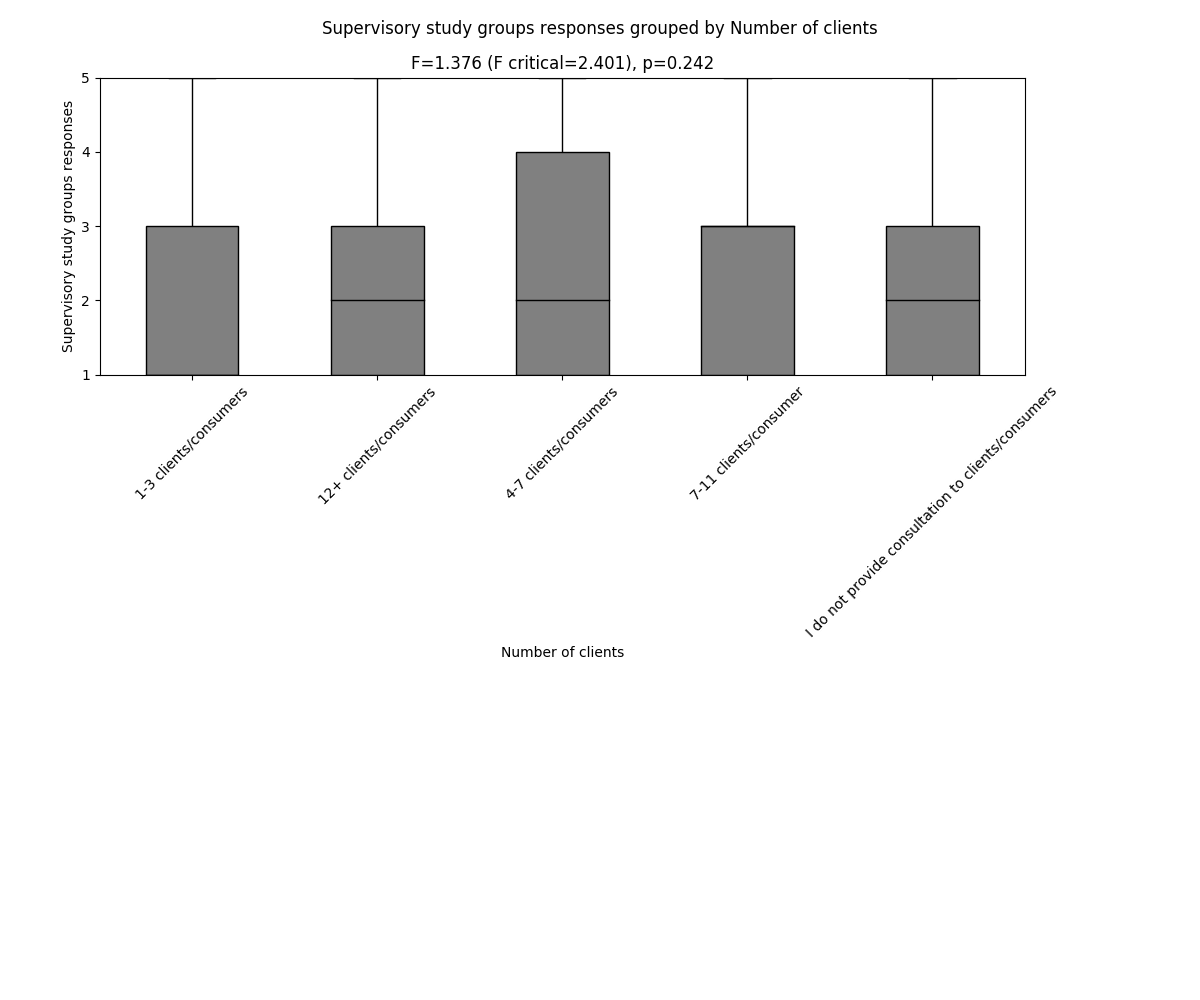 Supervisory study groups responses grouped by Number of clients
F=1.376 (F critical=2.401), p=0.242
Supervisory study groups responses
5
4
3
2
1
1-3 clients/consumers
12+ clients/consumers
4-7 clients/consumers
7-11 clients/consumer
I do not provide consultation to clients/consumers
Number of clients